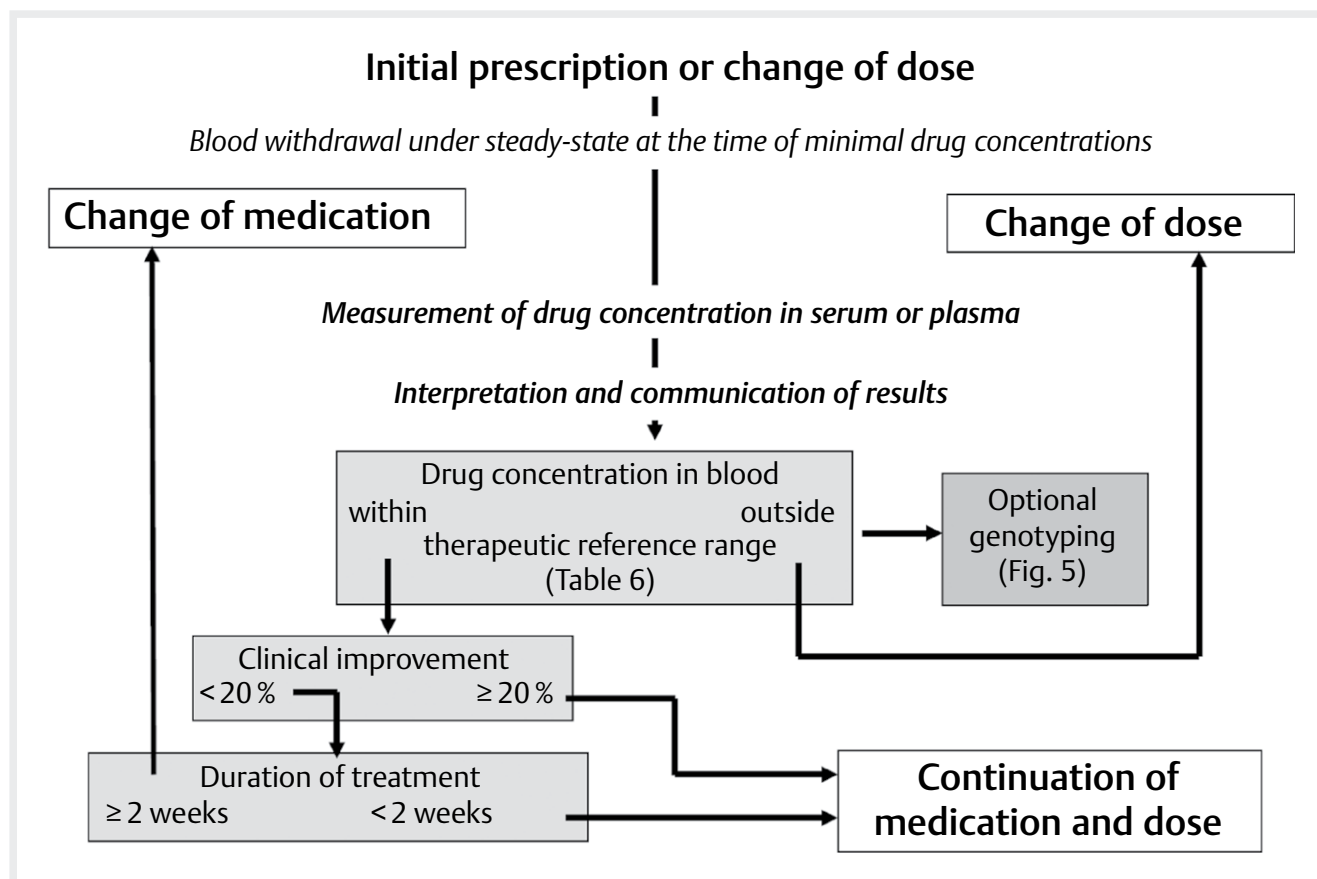 Initial prescription or change of dose
Blood withdrawal under steady-state at the time of minimal drug concentrations
Change of medication
Change of dose
Measurement of drug concentration in serum or plasma
Interpretation and communication of results
Drug concentration in blood
within outside
therapeutic reference range
(Table 6)
Optional
genotyping
(Fig. 5)
Clinical improvement
< 20 % ≥ 20 %
Duration of treatment
≥ 2 weeks < 2 weeks
Continuation of
medication and dose